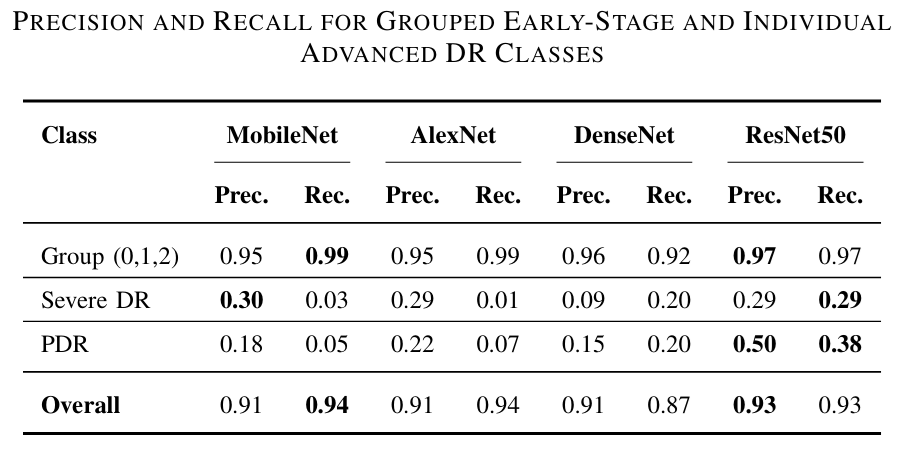 PRECISION AND RECALL FOR GROUPED EARLY-STAGE AND INDIVIDUAL
ADVANCED DR CLASSES
Class MobileNet AlexNet DenseNet ResNet50
Prec. Rec. Prec. Rec. Prec. Rec. Prec. Rec.
Group (0,1,2) 0.95 0.99 0.95 0.99 0.96 0.92 0.97 0.97
Severe DR 0.30 0.03 0.29 0.01 0.09 0.20 0.29 0.29
PDR 0.18 0.05 0.22 0.07 0.15 0.20 0.50 0.38
Overall 0.91 0.94 0.91 0.94 0.91 0.87 0.93 0.93